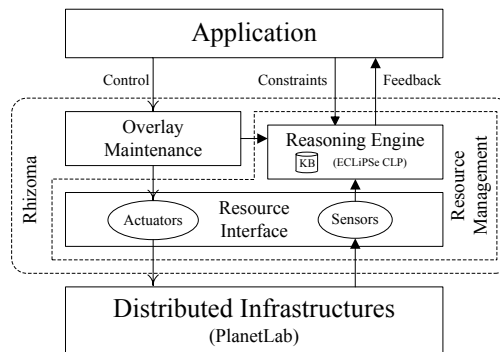 Application
Control
Constraints
Feedback
Overlay
Maintenance
Reasoning Engine
KB
(ECLiPSe CLP)
Rhizoma
Resource
Management
Actuators
Resource
Interface
Sensors
Distributed Infrastructures
(PlanetLab)